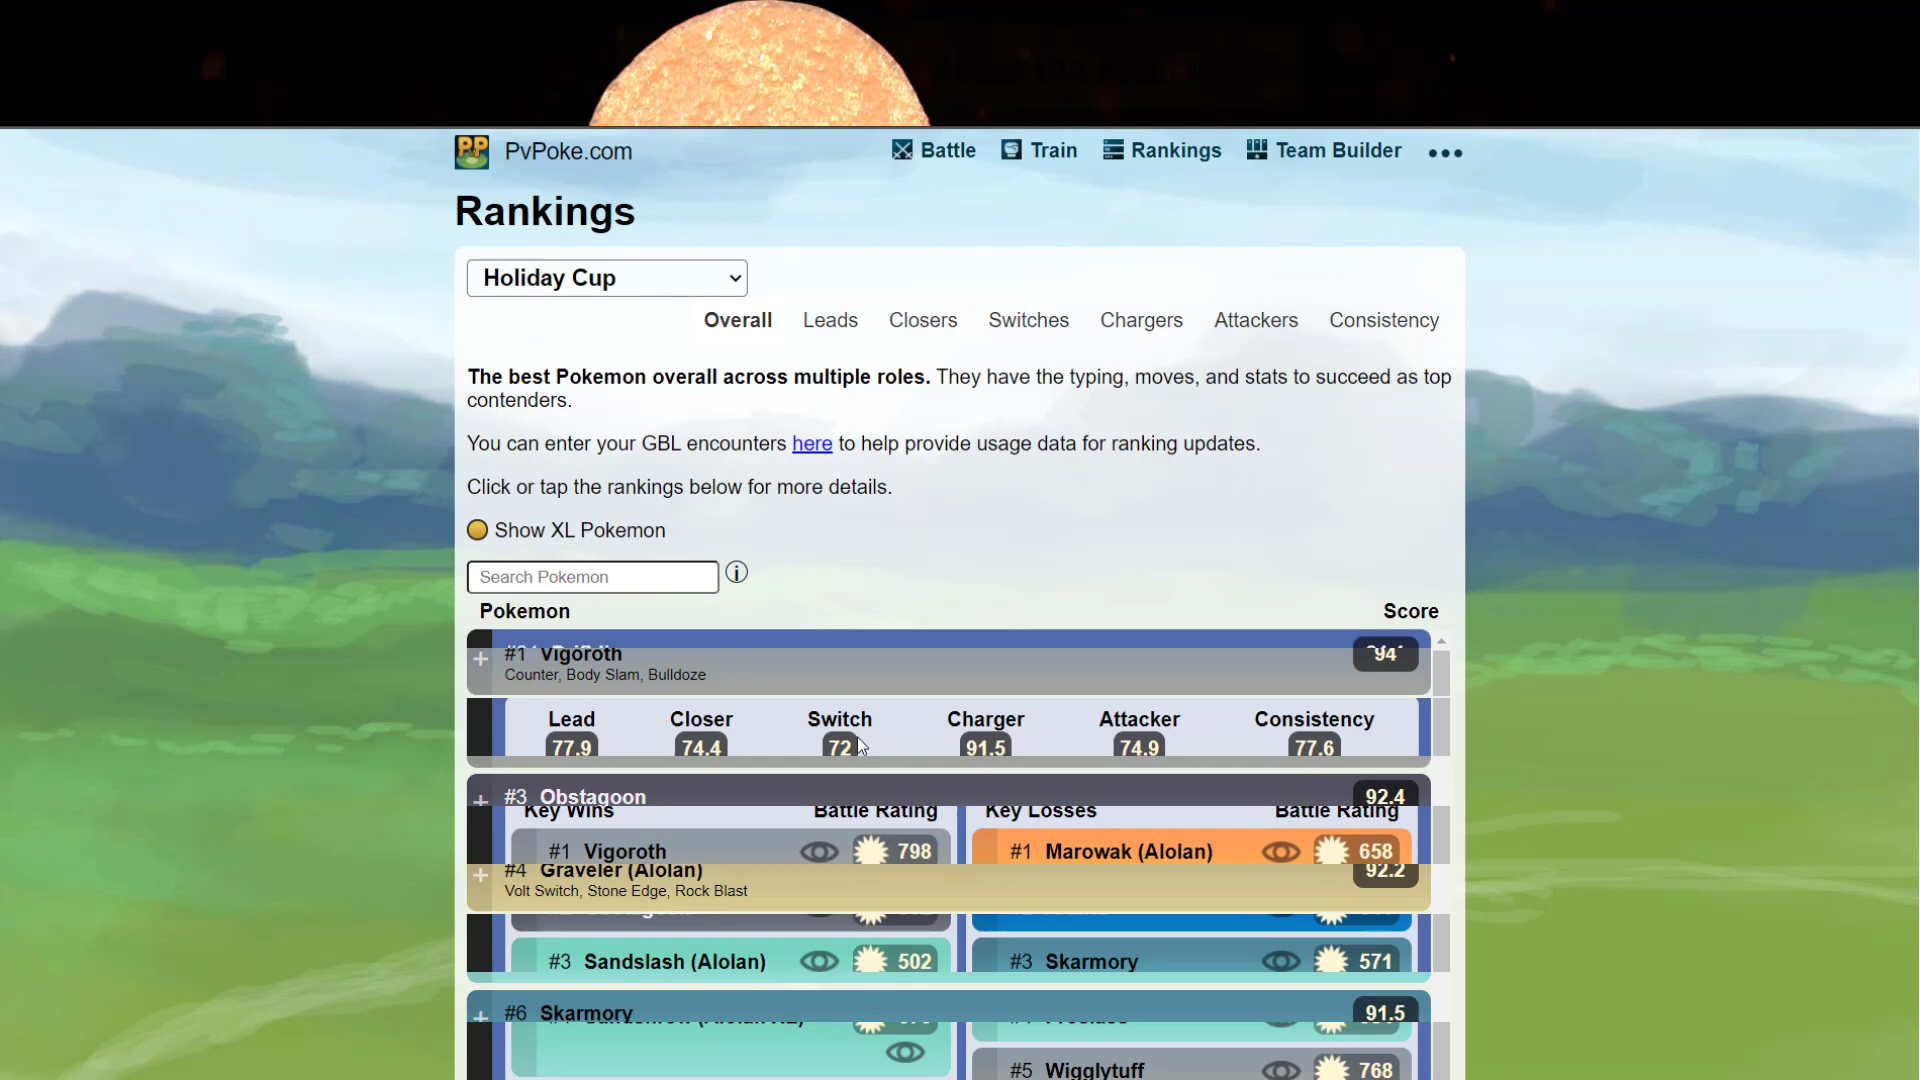 PvPoke.com Battle Train Rankings Team Builder
Rankings
Holiday Cup
Overall Leads Closers Switches Chargers Attackers Consistency
The best Pokemon overall across multiple roles. They have the typing, moves, and stats to succeed as top
contenders.
You can enter your GBL encounters here to help provide usage data for ranking updates.
Click or tap the rankings below for more details.
Show XL Pokemon
Search Pokemon
Pokemon Score
#1 Vigoroth 94
Counter, Body Slam, Bulldoze
Lead Closer Switch Charger Attacker Consistency
77.9 74.4 72 91.5 74.9 77.6
#3 Obstagoon 92.4
Key Wins Battle Rating Key Losses Battle Rating
#1 Vigoroth 798 #1 Marowak (Alolan) 658
#4 Graveler (Alolan) 92.2
Volt Switch, Stone Edge, Rock Blast
#3 Sandslash (Alolan) 502 #3 Skarmory 571
#6 Skarmory 91.5
#5 Wigglytuff 768